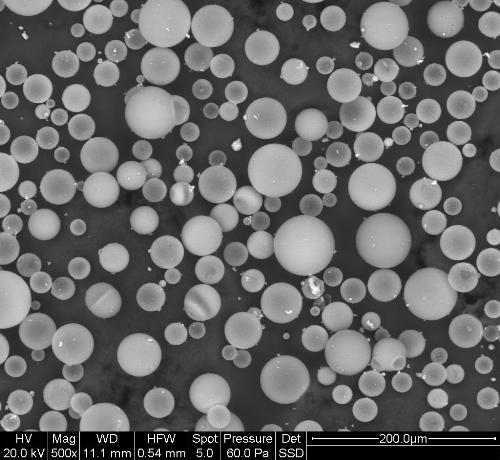 HV Mag WD HFW Spot Pressure Det
20.0 kV 500x 11.1 mm 0.54 mm 5.0 60.0 Pa SSD 200.0µm